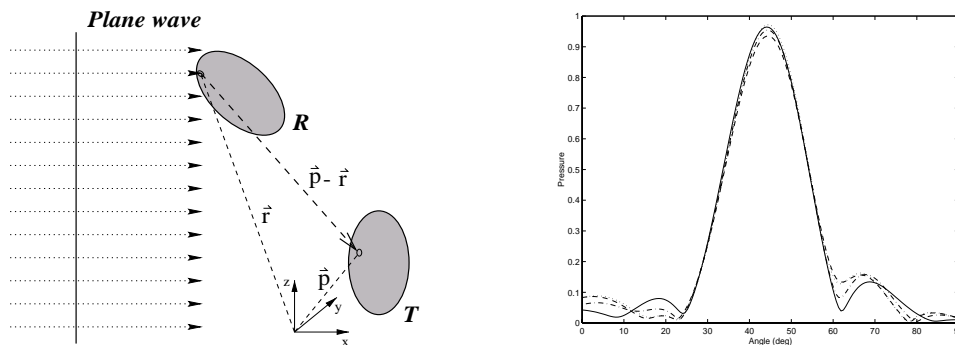 Plane wave
R
p⃗ - r⃗
r⃗
p⃗
z
y
x
T
1
0.9
0.8
0.7
0.6
0.5
0.4
0.3
0.2
0.1
0
Pressure
0 10 20 30 40 50 60 70 80
Angle (deg)